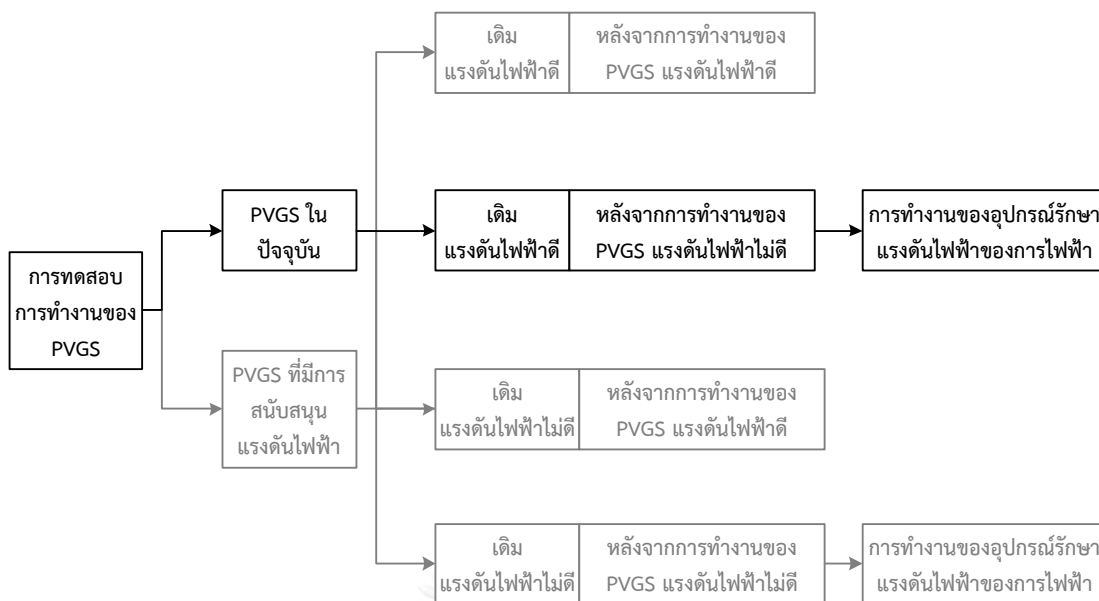 เดิม
แรงดันไฟฟ้าดี
หลังจากการทำงานของ
PVGS แรงดันไฟฟ้าดี
การทดสอบ
การทำงานของ
PVGS
PVGS ใน
ปัจจุบัน
เดิม
แรงดันไฟฟ้าดี
หลังจากการทำงานของ
PVGS แรงดันไฟฟ้าไม่ดี
การทำงานของอุปกรณ์รักษา
แรงดันไฟฟ้าของการไฟฟ้า
PVGS ที่มีการ
สนับสนุน
แรงดันไฟฟ้า
เดิม
แรงดันไฟฟ้าไม่ดี
หลังจากการทำงานของ
PVGS แรงดันไฟฟ้าดี
เดิม
แรงดันไฟฟ้าไม่ดี
หลังจากการทำงานของ
PVGS แรงดันไฟฟ้าไม่ดี
การทำงานของอุปกรณ์รักษา
แรงดันไฟฟ้าของการไฟฟ้า